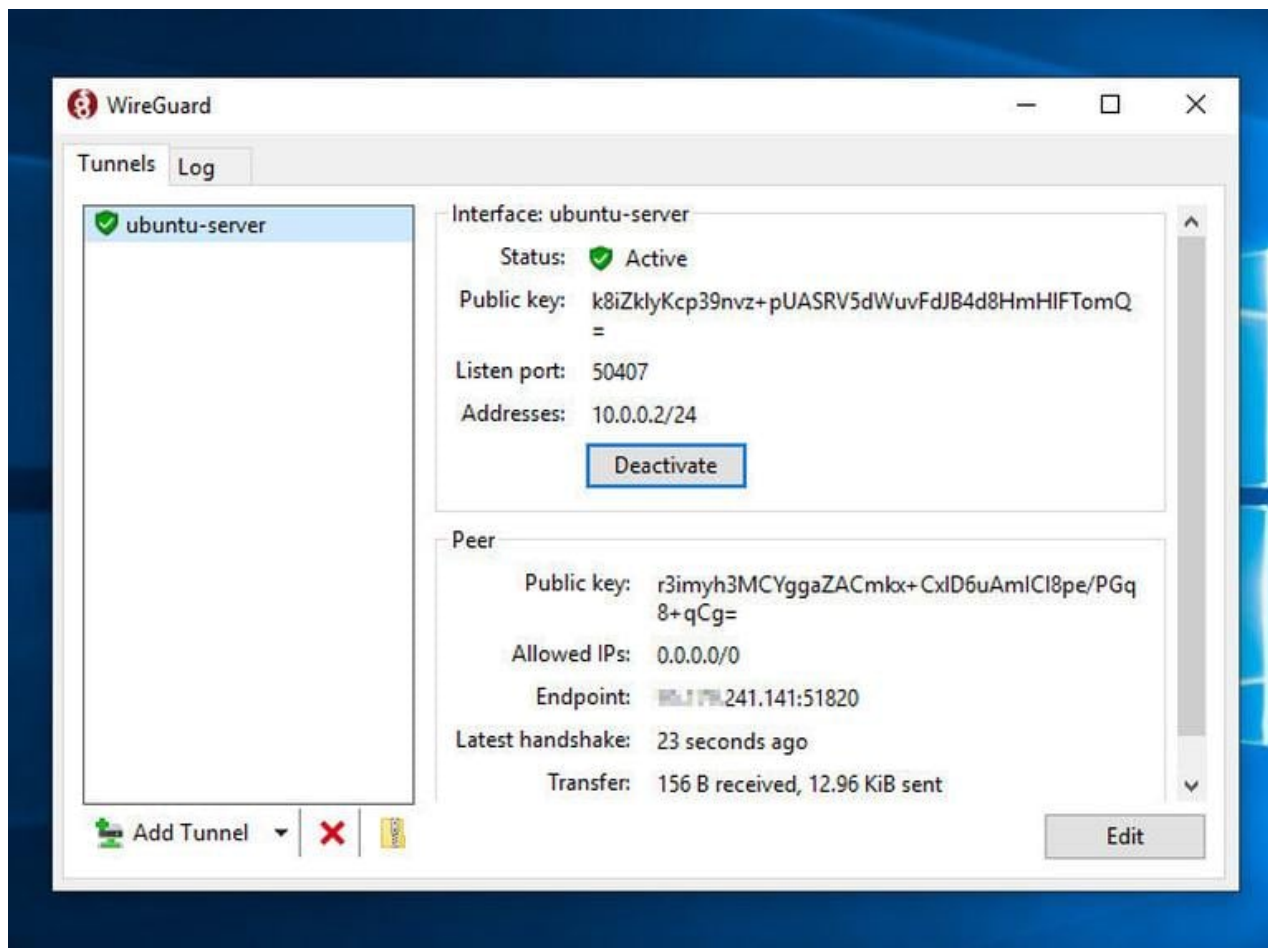 WireGuard
Tunnels
Log
ubuntu-server
Interface: ubuntu-server
Status: Active
Public key: k8iZklyKcp39nvz+pUASRV5dWuvFdJB4d8HmHlFTomQ
=
Listen port: 50407
Addresses: 10.0.0.2/24
Deactivate
Peer
Public key: r3imyh3MCYggaZACmkx+CxlD6uAmlCl8pe/PGq
8+qCg=
Allowed IPs: 0.0.0.0/0
Endpoint: .241.141:51820
Latest handshake: 23 seconds ago
Transfer: 156 B received, 12.96 KiB sent
Add Tunnel
Edit